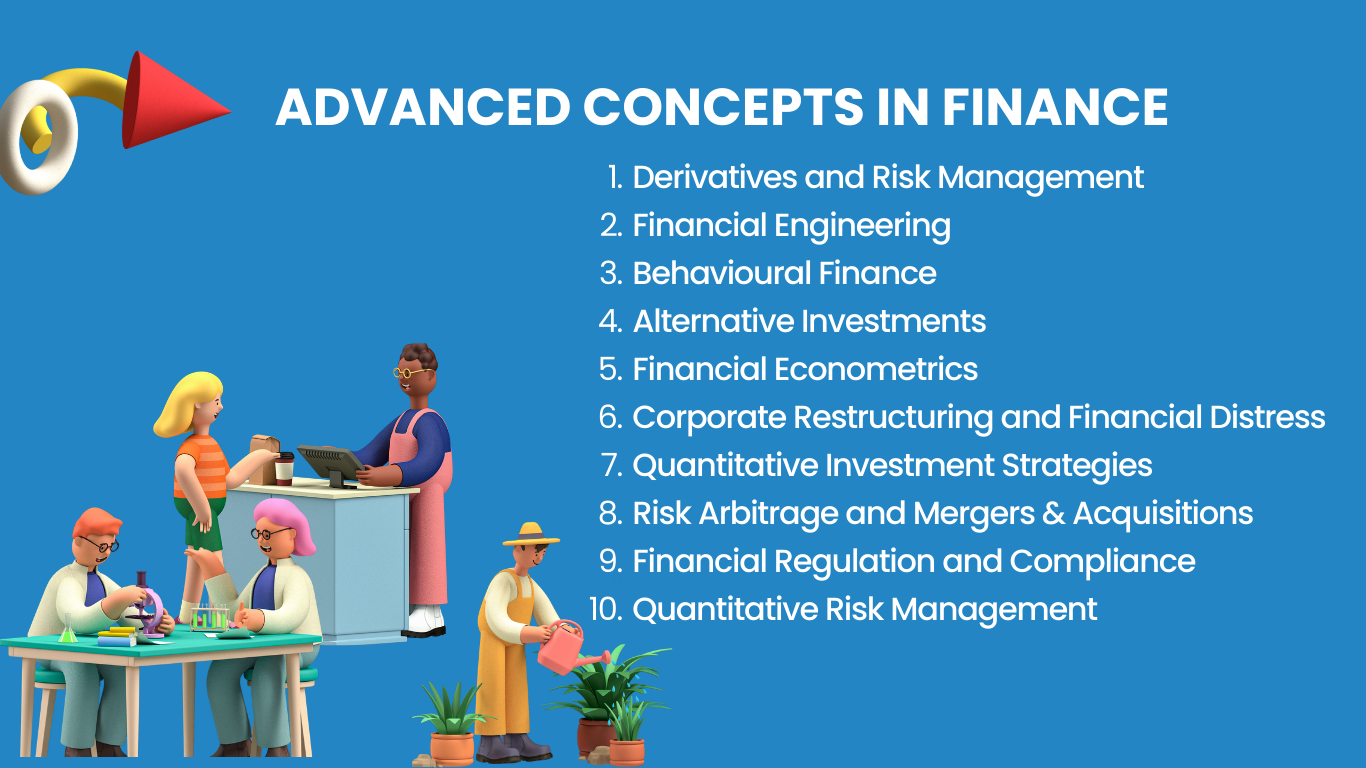 ADVANCED CONCEPTS IN FINANCE
1. Derivatives and Risk Management
2. Financial Engineering
3. Behavioural Finance
4. Alternative Investments
5. Financial Econometrics
6. Corporate Restructuring and Financial Distress
7. Quantitative Investment Strategies
8. Risk Arbitrage and Mergers & Acquisitions
9. Financial Regulation and Compliance
10. Quantitative Risk Management